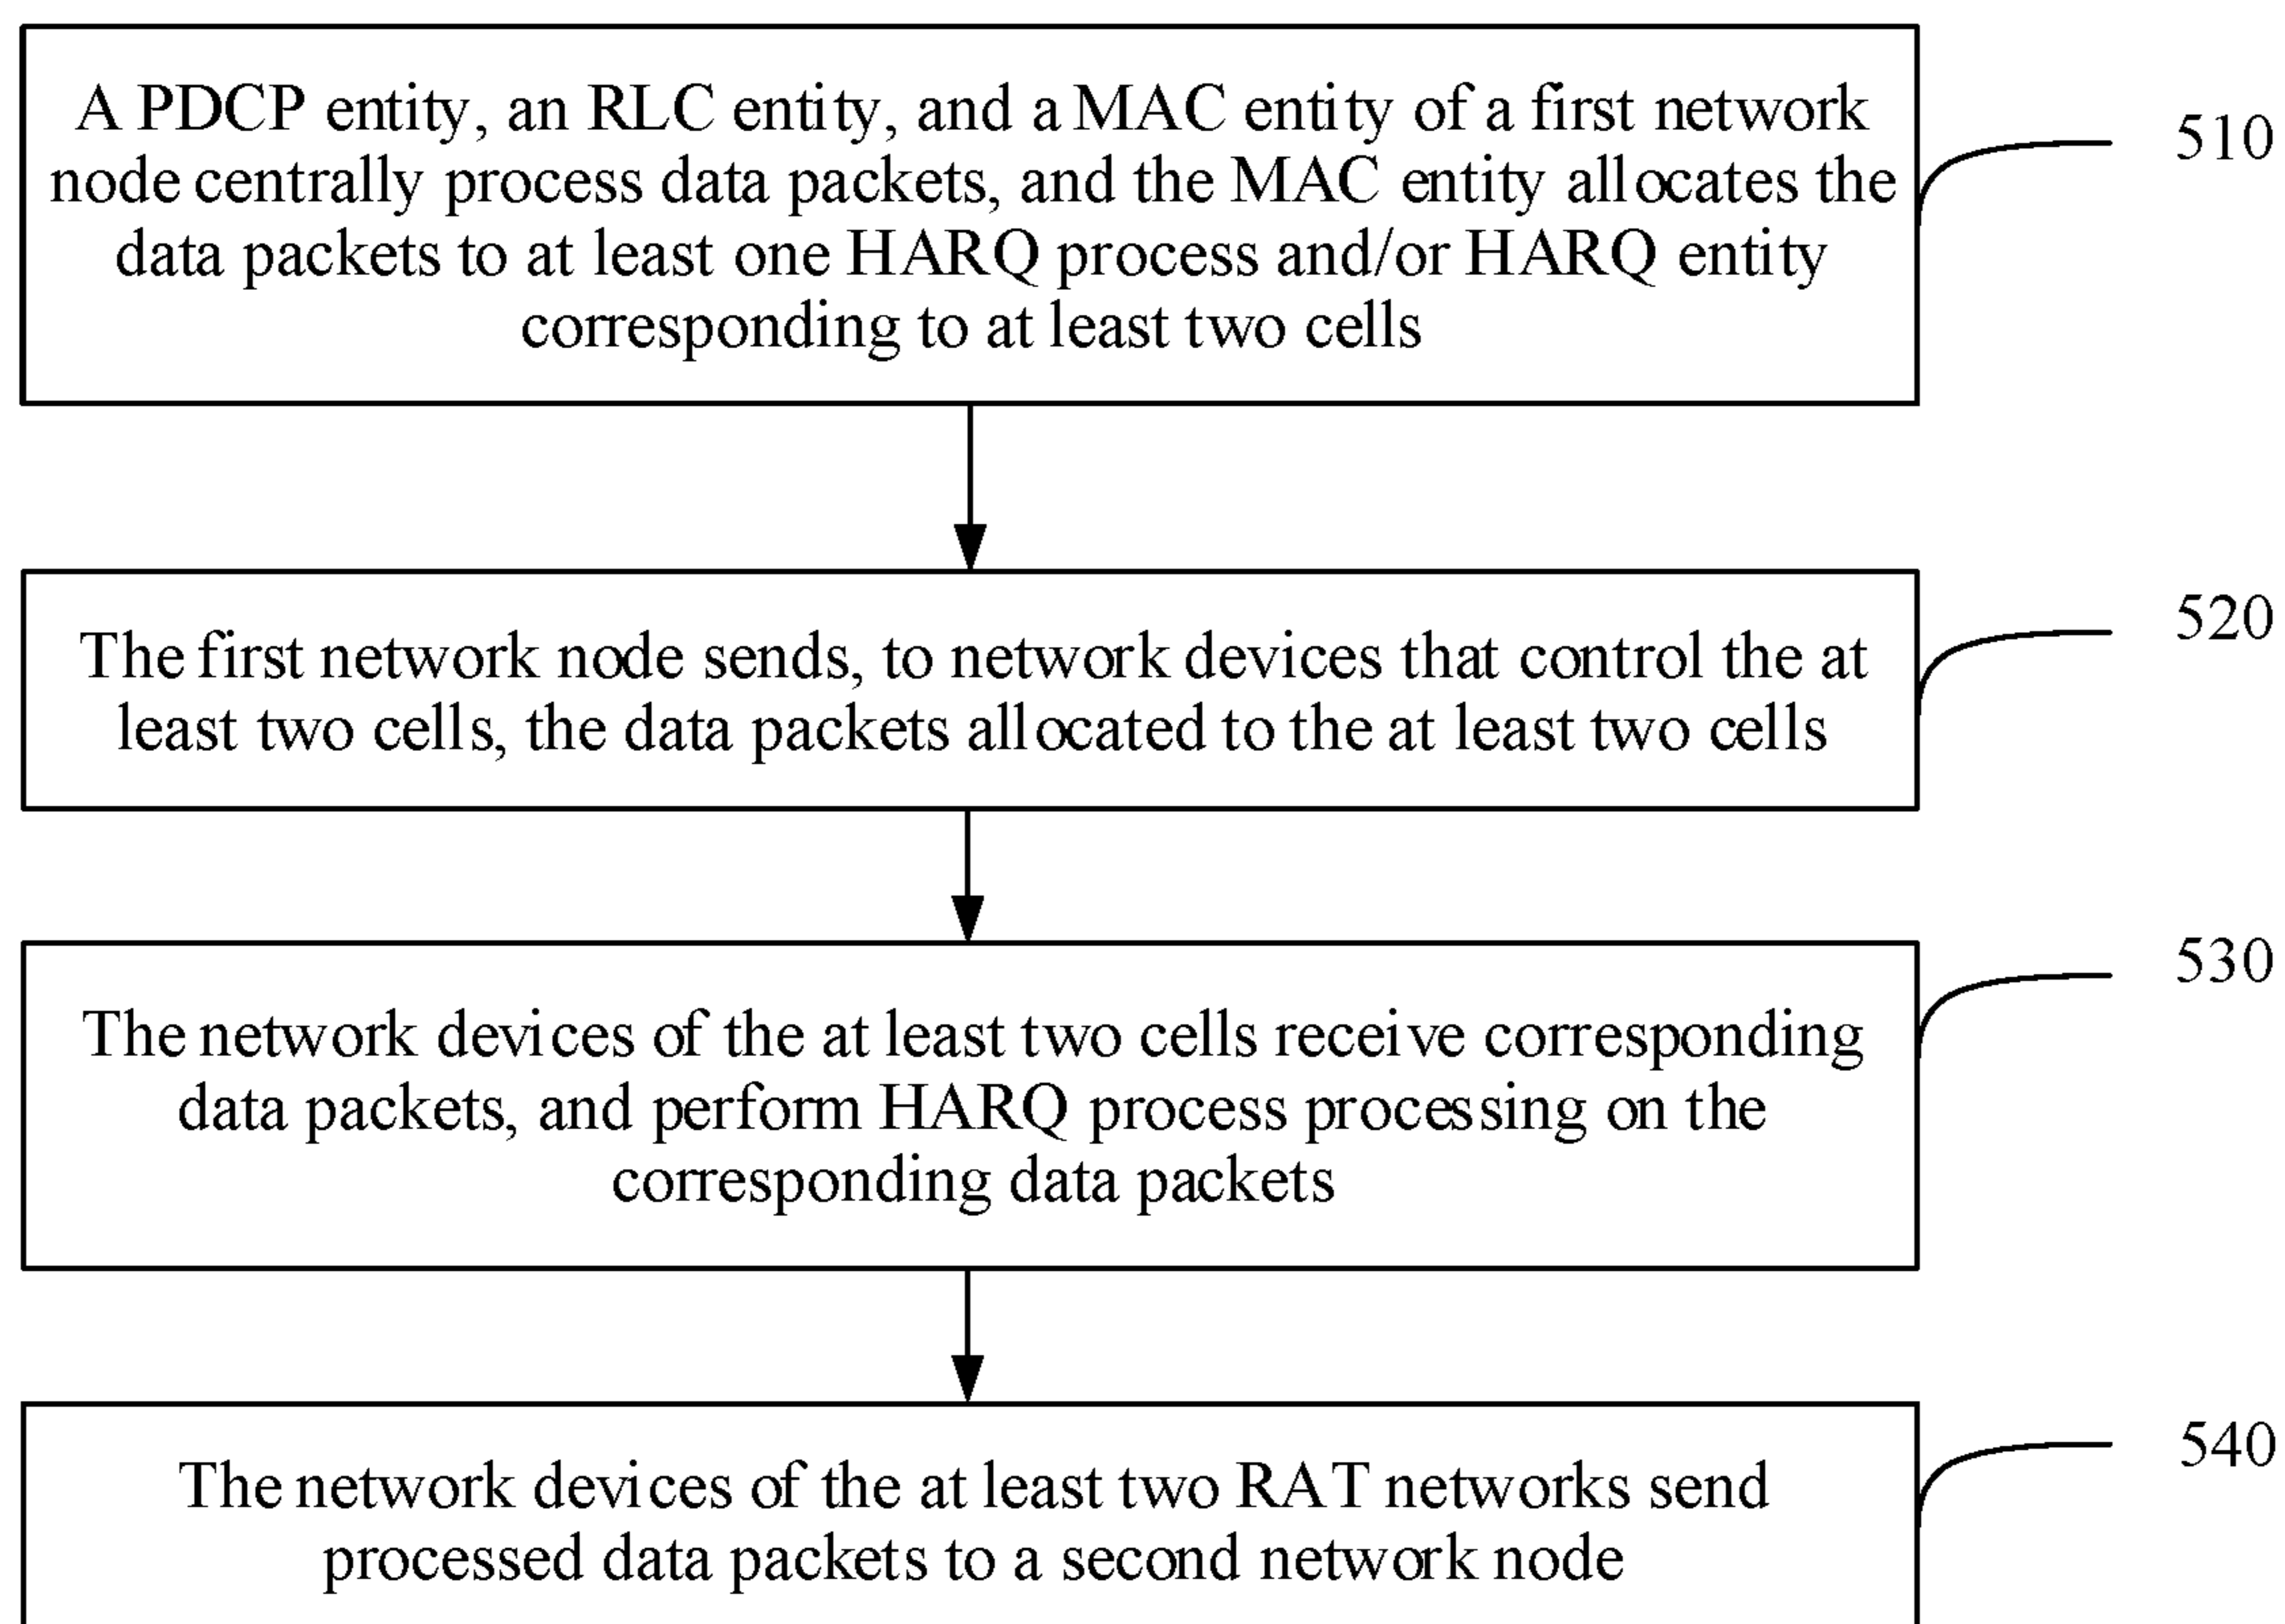 A PDCP entity, an RLC entity, and a MAC entity of a first network
node centrally process data packets, and the MAC entity allocates the
data packets to at least one HARQ process and/or HARQ entity
corresponding to at least two cells
510
The first network node sends, to network devices that control the at
least two cells, the data packets allocated to the at least two cells
520
The network devices of the at least two cells receive corresponding
data packets, and perform HARQ process processing on the
corresponding data packets
530
The network devices of the at least two RAT networks send
processed data packets to a second network node
540